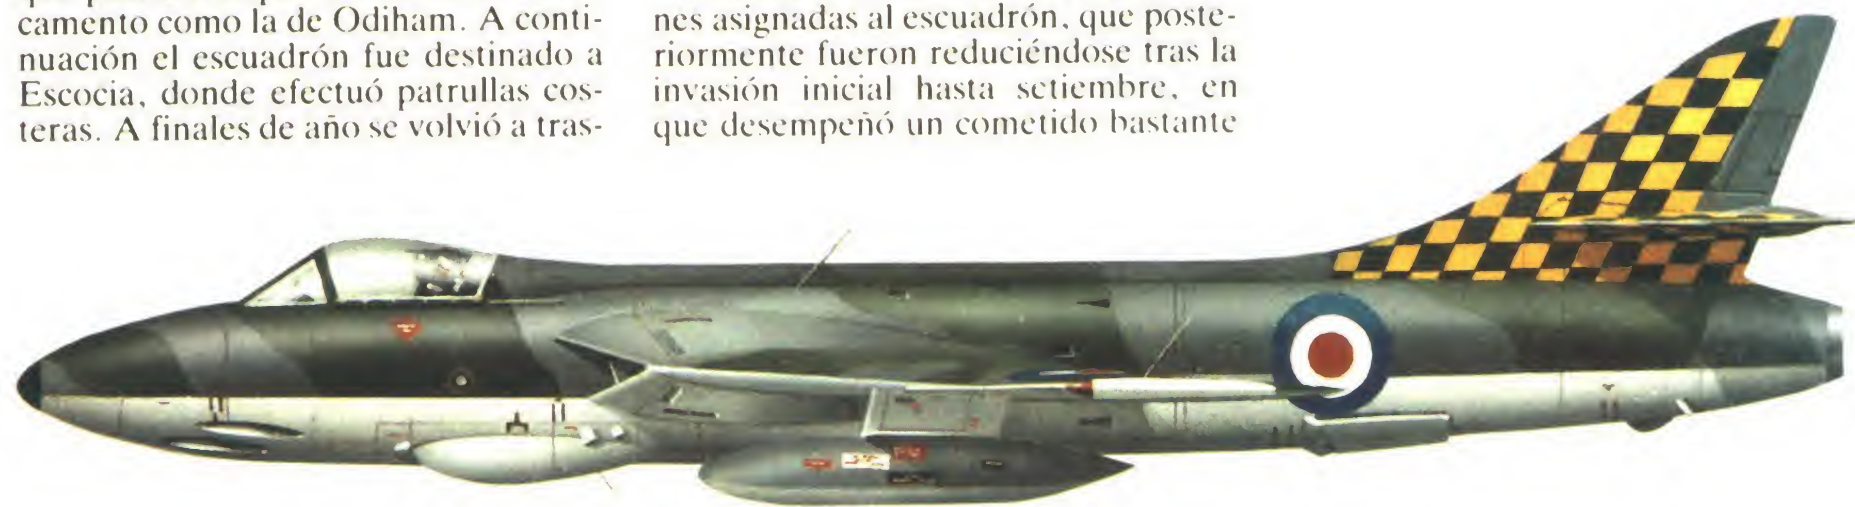 camento como la de Odiham. A conti-
nuación el escuadrón fue destinado a
Escocia, donde efectuó patrullas cos-
teras. A finales de año se volvió a tras-
nes asignadas al escuadrón, que poste-
riormente fueron reduciéndose tras la
invasión inicial hasta setiembre, en
que desempeñó un cometido bastante